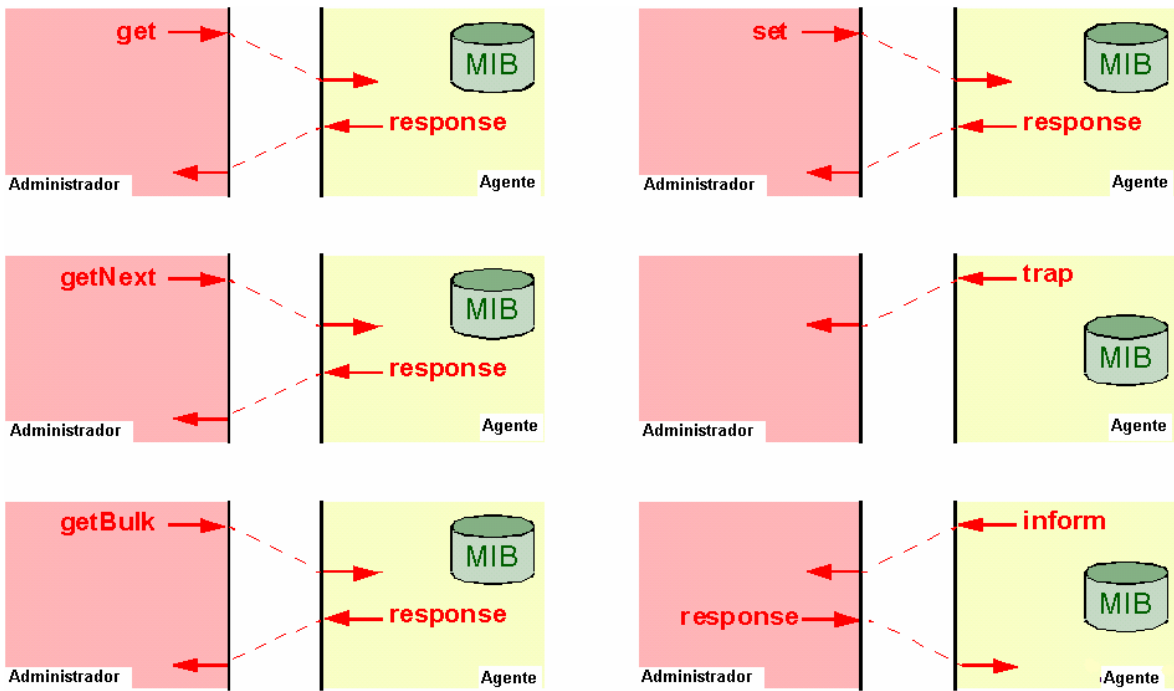 get
MIB
response
Administrador
Agente
set
MIB
response
Administrador
Agente
getNext
MIB
response
Administrador
Agente
trap
MIB
Administrador
Agente
getBulk
MIB
response
Administrador
Agente
inform
MIB
response
Administrador
Agente